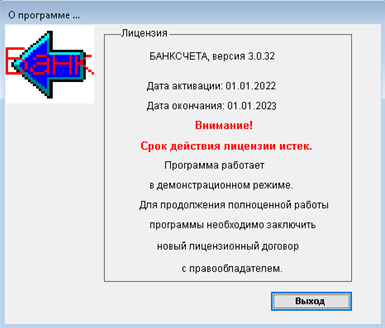 О программе ...
Банк
Лицензия
БАНКСЧЕТА, версия 3.0.32
Дата активации: 01.01.2022
Дата окончания: 01.01.2023
Внимание!
Срок действия лицензии истек.
Программа работает
в демонстрационном режиме.
Для продолжения полноценной работы
программы необходимо заключить
новый лицензионный договор
с правообладателем.
Выход